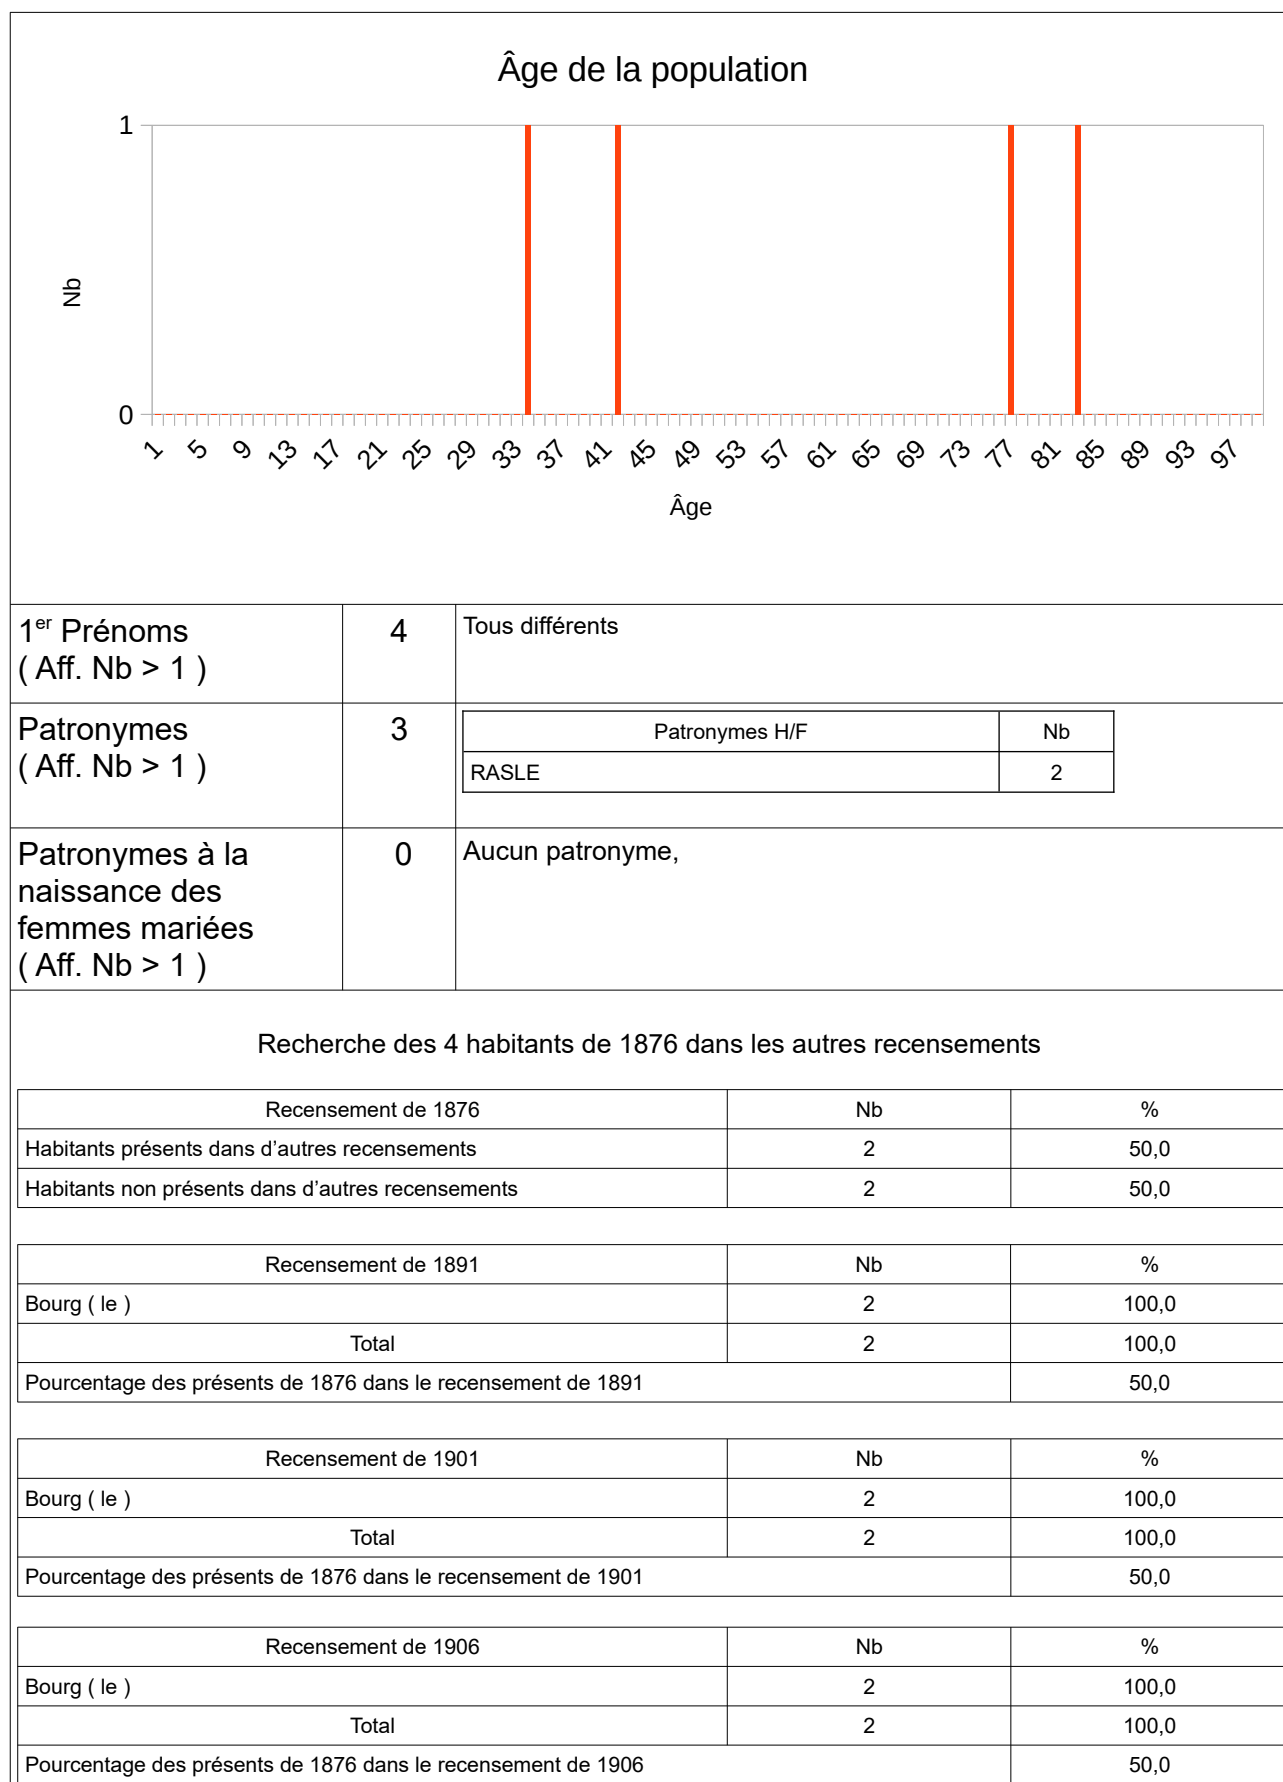 Âge de la population
1
Nb
0
1 5 9 13 17 21 25 29 33 37 41 45 49 53 57 61 65 69 73 77 81 85 89 93 97
Âge
1er Prénoms
( Aff. Nb > 1 )
4
Tous différents
Patronymes
( Aff. Nb > 1 )
3
Patronymes H/F Nb
RASLE 2
Patronymes à la
naissance des
femmes mariées
( Aff. Nb > 1 )
0
Aucun patronyme,
Recherche des 4 habitants de 1876 dans les autres recensements
Recensement de 1876 Nb %
Habitants présents dans d’autres recensements 2 50,0
Habitants non présents dans d’autres recensements 2 50,0
Recensement de 1891 Nb %
Bourg ( le ) 2 100,0
Total 2 100,0
Pourcentage des présents de 1876 dans le recensement de 1891 50,0
Recensement de 1901 Nb %
Bourg ( le ) 2 100,0
Total 2 100,0
Pourcentage des présents de 1876 dans le recensement de 1901 50,0
Recensement de 1906 Nb %
Bourg ( le ) 2 100,0
Total 2 100,0
Pourcentage des présents de 1876 dans le recensement de 1906 50,0